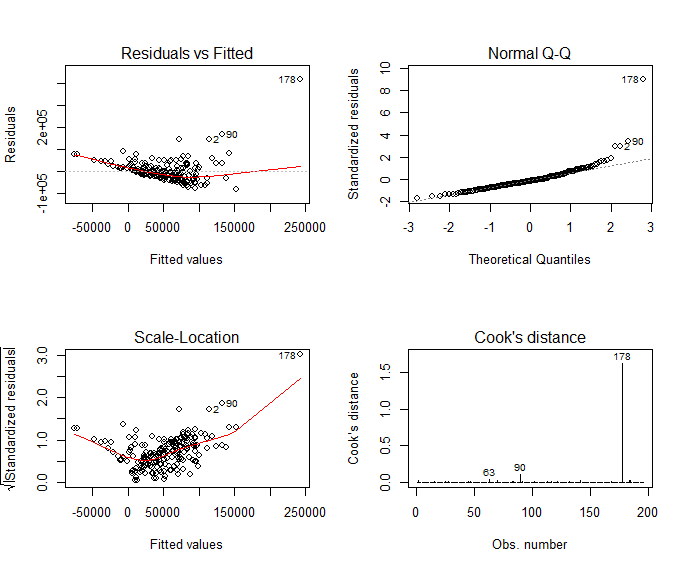 Residuals vs Fitted
Residuals
-1e+05
2e+05
178
2
90
-50000 0 50000 150000 250000
Fitted values
Normal Q-Q
Standardized residuals
-2 0 2 4 6 8 10
178
2
90
-3 -2 -1 0 1 2 3
Theoretical Quantiles
Scale-Location
√|Standardized residuals|
0.0 1.0 2.0 3.0
178
2
90
-50000 0 50000 150000 250000
Fitted values
Cook's distance
Cook's distance
0.0 0.5 1.0 1.5
178
63
90
0 50 100 150 200
Obs. number